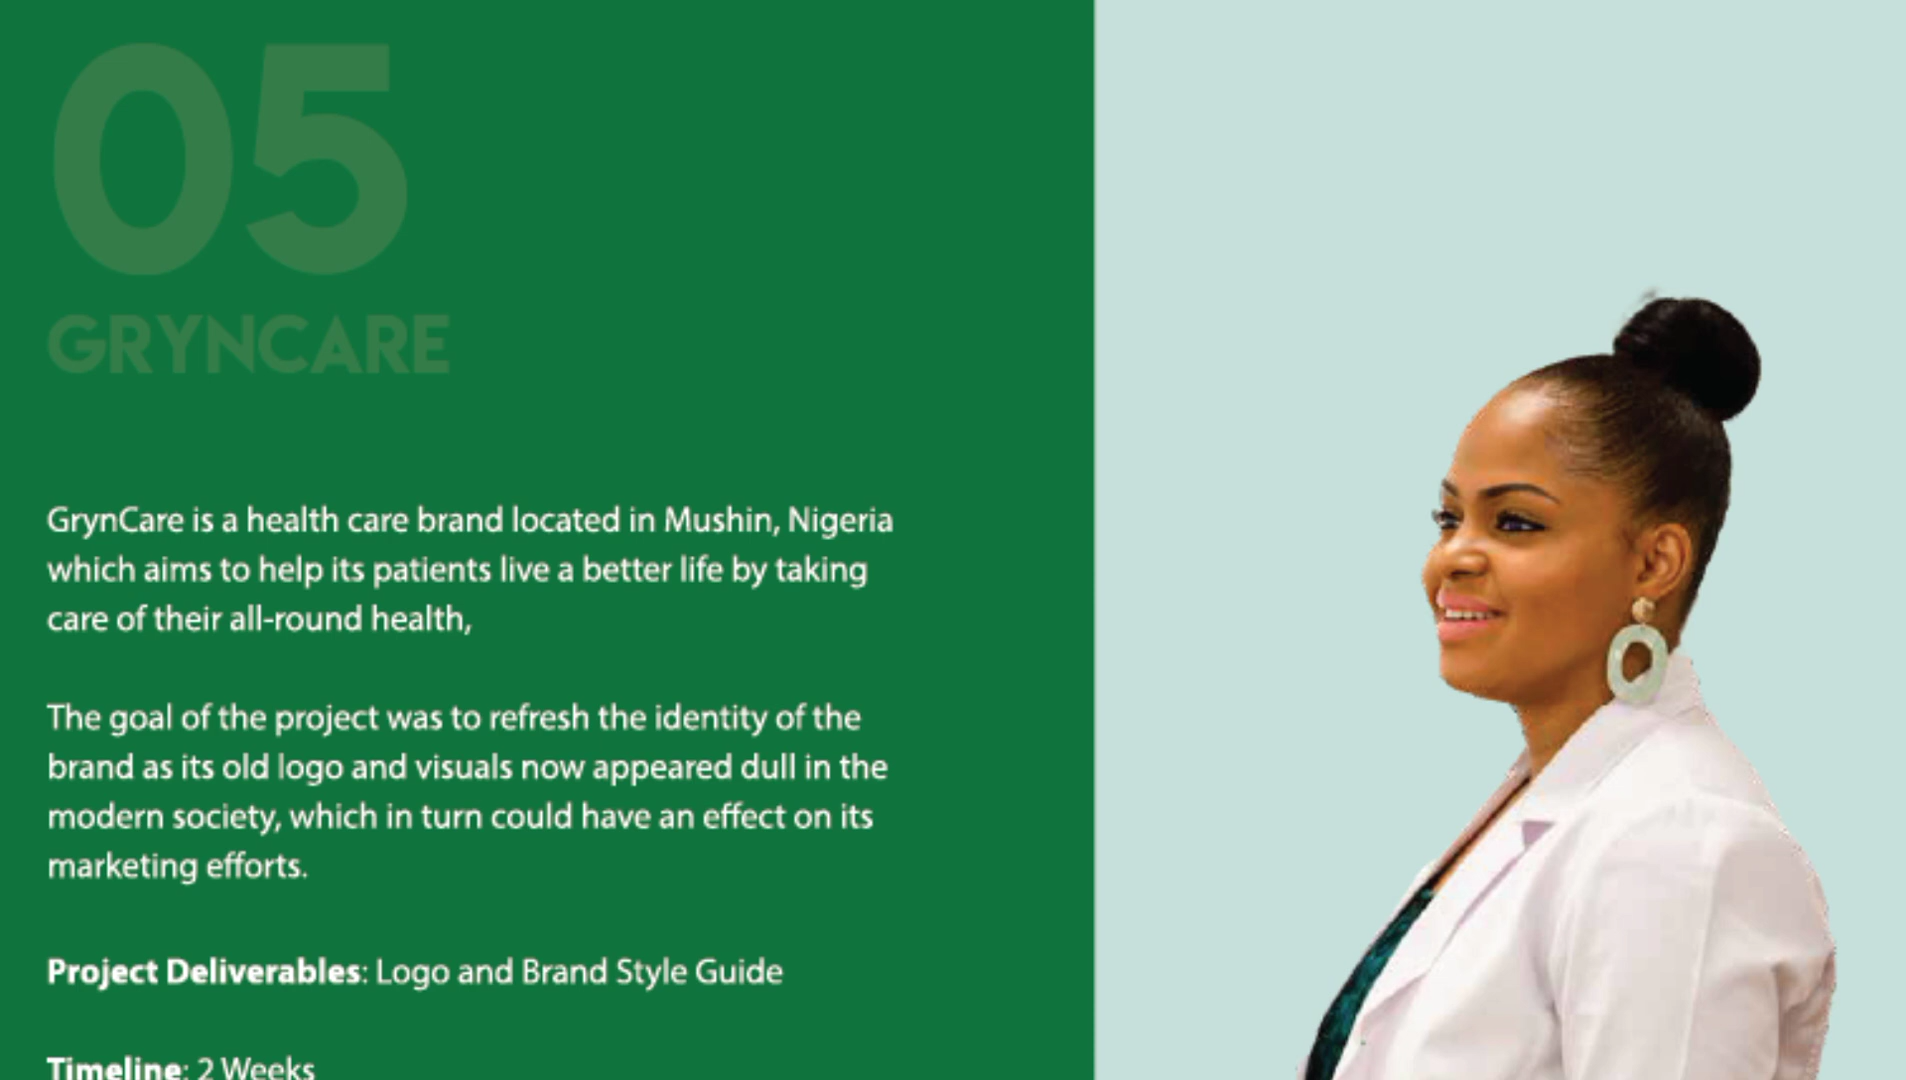 05
GRYNCARE
GrynCare is a health care brand located in Mushin, Nigeria
which aims to help its patients live a better life by taking
care of their all-round health,
The goal of the project was to refresh the identity of the
brand as its old logo and visuals now appeared dull in the
modern society, which in turn could have an effect on its
marketing efforts.
Project Deliverables: Logo and Brand Style Guide
Timeline: 2 Weeks